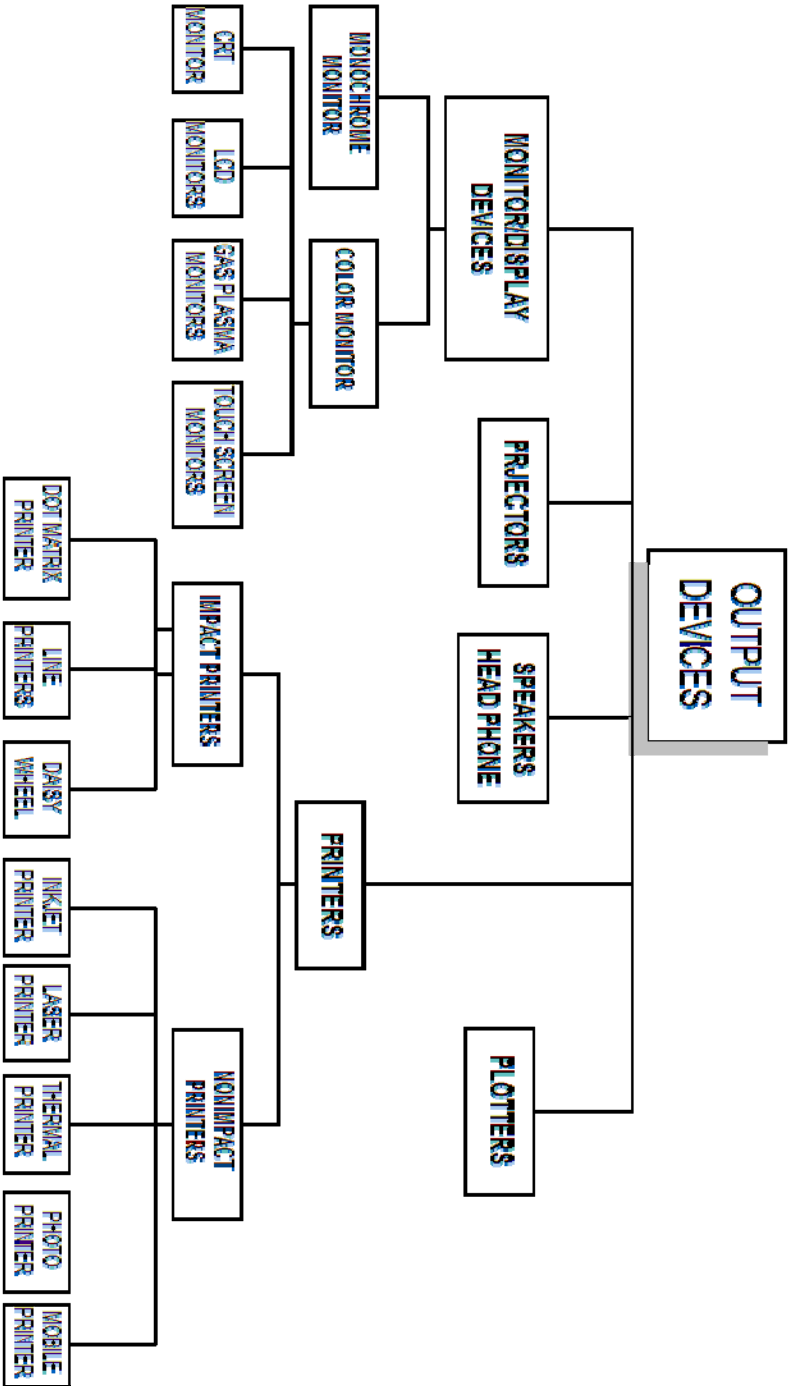 OUTPUT
DEVICES
MONITOR/DISPLAY
DEVICES
PRJECTORS
SPEAKERS
HEAD PHONE
PLOTTERS
MONOCHROME
MONITOR
COLOR MONITOR
PRINTERS
CRT
MONITOR
LCD
MONITORS
GAS PLASMA
MONITORS
TOUCH SCREEN
MONITORS
IMPACT PRINTERS
NONIMPACT
PRINTERS
DOT MATRIX
PRINTER
LINE
PRINTERS
DAISY
WHEEL
INKJET
PRINTER
LASER
PRINTER
THERMAL
PRINTER
PHOTO
PRINTER
MOBILE
PRINTER